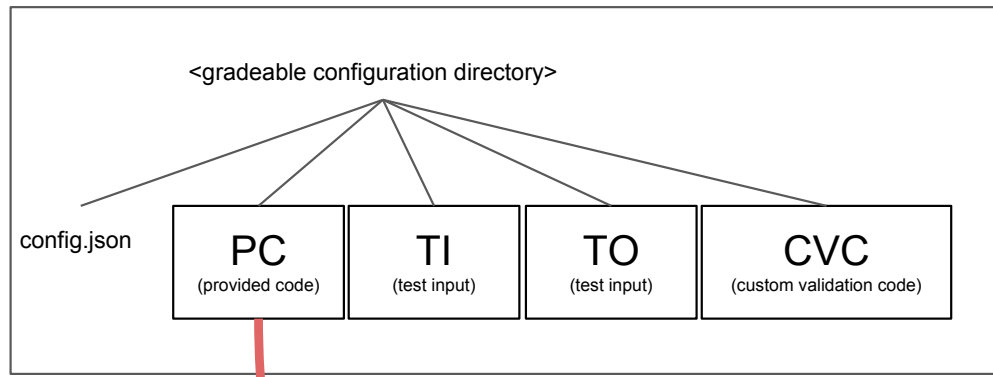 <gradeable configuration directory>
config.json
PC
(provided code)
TI
(test input)
TO
(test input)
CVC
(custom validation code)